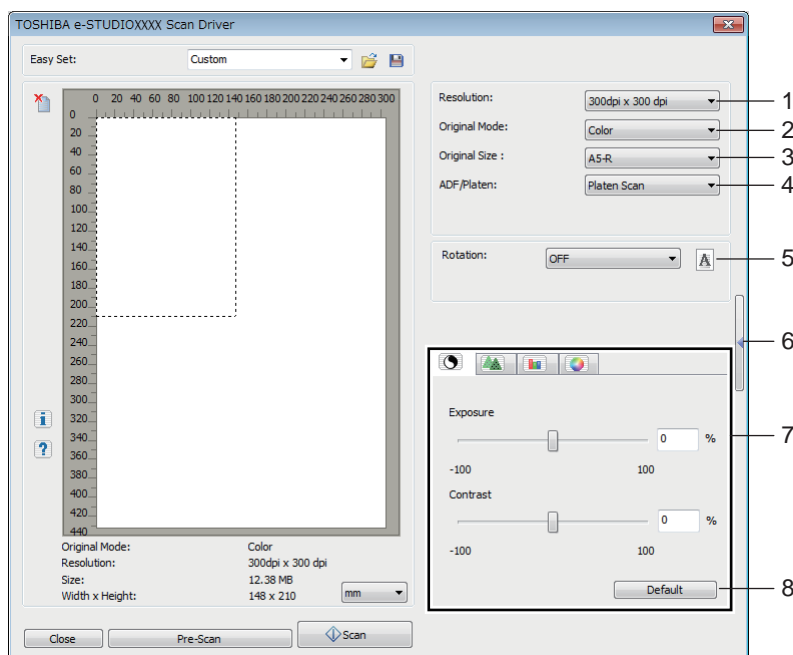 TOSHIBA e-STUDIOXXXX Scan Driver
Easy Set: Custom
0 20 40 60 80 100 120 140 160 180 200 220 240 260 280 300
0
20
40
60
80
100
120
140
160
180
200
220
240
260
280
300
320
340
360
380
400
420
440
Original Mode: Color
Resolution: 300dpi x 300 dpi
Size: 12.38 MB
Width x Height: 148 x 210 mm
Close Pre-Scan Scan
Resolution: 300dpi x 300 dpi 1
Original Mode: Color 2
Original Size : A5-R 3
ADF/Platen: Platen Scan 4
Rotation: OFF A 5
6
Exposure
0 % 7
-100 100
Contrast
0 %
-100 100
Default 8